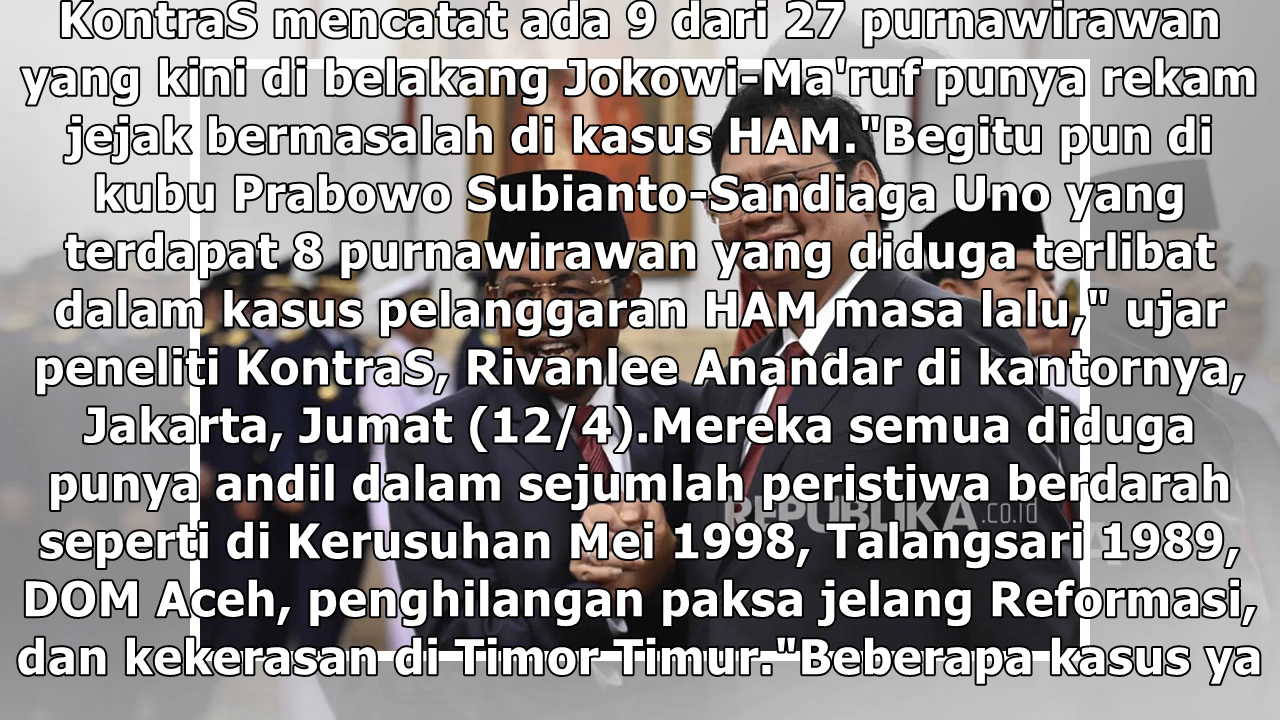 KontraS mencatat ada 9 dari 27 purnawirawan
yang kini di belakang Jokowi-Ma'ruf punya rekam
jejak bermasalah di kasus HAM."Begitu pun di
kubu Prabowo Subianto-Sandiaga Uno yang
terdapat 8 purnawirawan yang diduga terlibat
dalam kasus pelanggaran HAM masa lalu," ujar
peneliti KontraS, Rivanlee Anandar di kantornya,
Jakarta, Jumat (12/4).Mereka semua diduga
punya andil dalam sejumlah peristiwa berdarah
REPUBLIKA.co.id
seperti di Kerusuhan Mei 1998, Talangsari 1989,
DOM Aceh, penghilangan paksa jelang Reformasi,
dan kekerasan di Timor Timur."Beberapa kasus ya